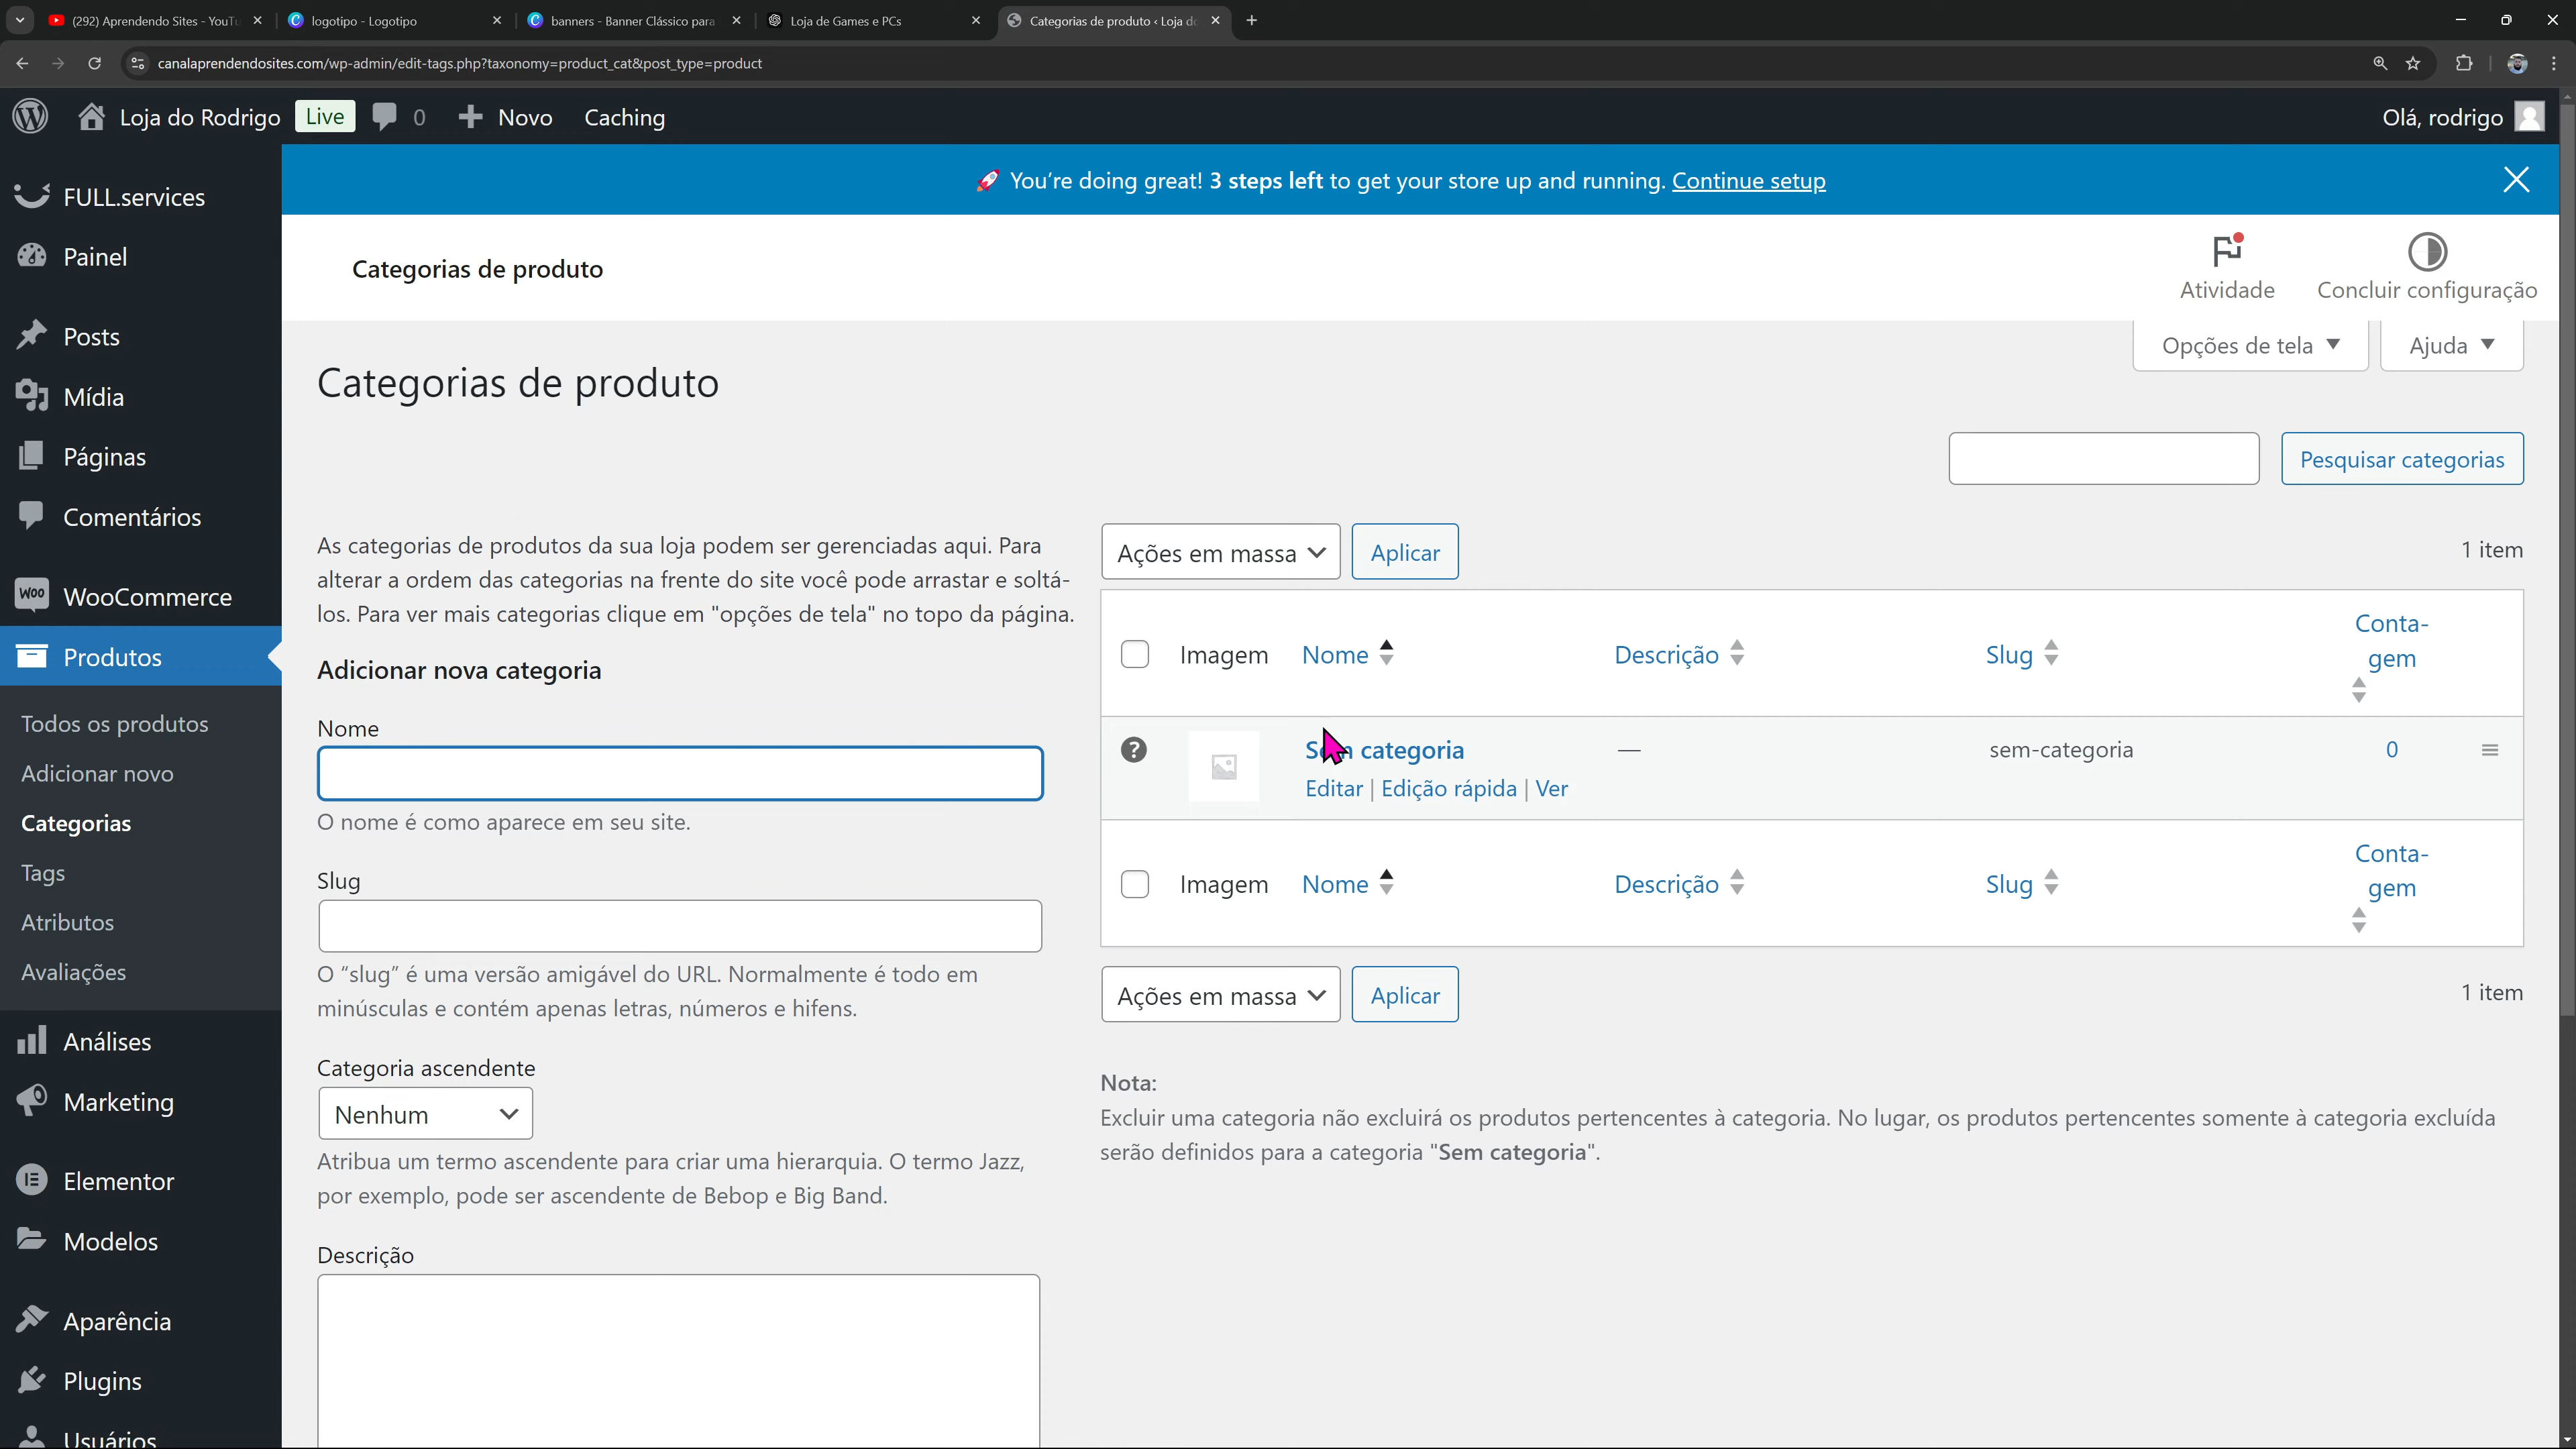 (292) Aprendendo Sites - YouTu
logotipo - Logotipo
banners - Banner Clássico para
Loja de Games e PCs
Categorias de produto ‹ Loja do
canalaprendendosites.com/wp-admin/edit-tags.php?taxonomy=product_cat&post_type=product
Loja do Rodrigo
Live
0
Novo
Caching
Olá, rodrigo
🚀 You're doing great! 3 steps left to get your store up and running. Continue setup
FULL.services
Painel
Posts
Mídia
Páginas
Comentários
WooCommerce
Produtos
Todos os produtos
Adicionar novo
Categorias
Tags
Atributos
Avaliações
Análises
Marketing
Elementor
Modelos
Aparência
Plugins
Usuários
Categorias de produto
Atividade
Concluir configuração
Opções de tela
Ajuda
Categorias de produto
Pesquisar categorias
As categorias de produtos da sua loja podem ser gerenciadas aqui. Para
alterar a ordem das categorias na frente do site você pode arrastar e soltá-
los. Para ver mais categorias clique em "opções de tela" no topo da página.
Adicionar nova categoria
Nome
O nome é como aparece em seu site.
Slug
O “slug” é uma versão amigável do URL. Normalmente é todo em
minúsculas e contém apenas letras, números e hifens.
Categoria ascendente
Nenhum
Atribua um termo ascendente para criar uma hierarquia. O termo Jazz,
por exemplo, pode ser ascendente de Bebop e Big Band.
Descrição
Ações em massa
Aplicar
1 item
Imagem Nome Descrição Slug Conta-
gem
Sem categoria — sem-categoria 0
Editar | Edição rápida | Ver
Imagem Nome Descrição Slug Conta-
gem
Ações em massa
Aplicar
1 item
Nota:
Excluir uma categoria não excluirá os produtos pertencentes à categoria. No lugar, os produtos pertencentes somente à categoria excluída
serão definidos para a categoria "Sem categoria".